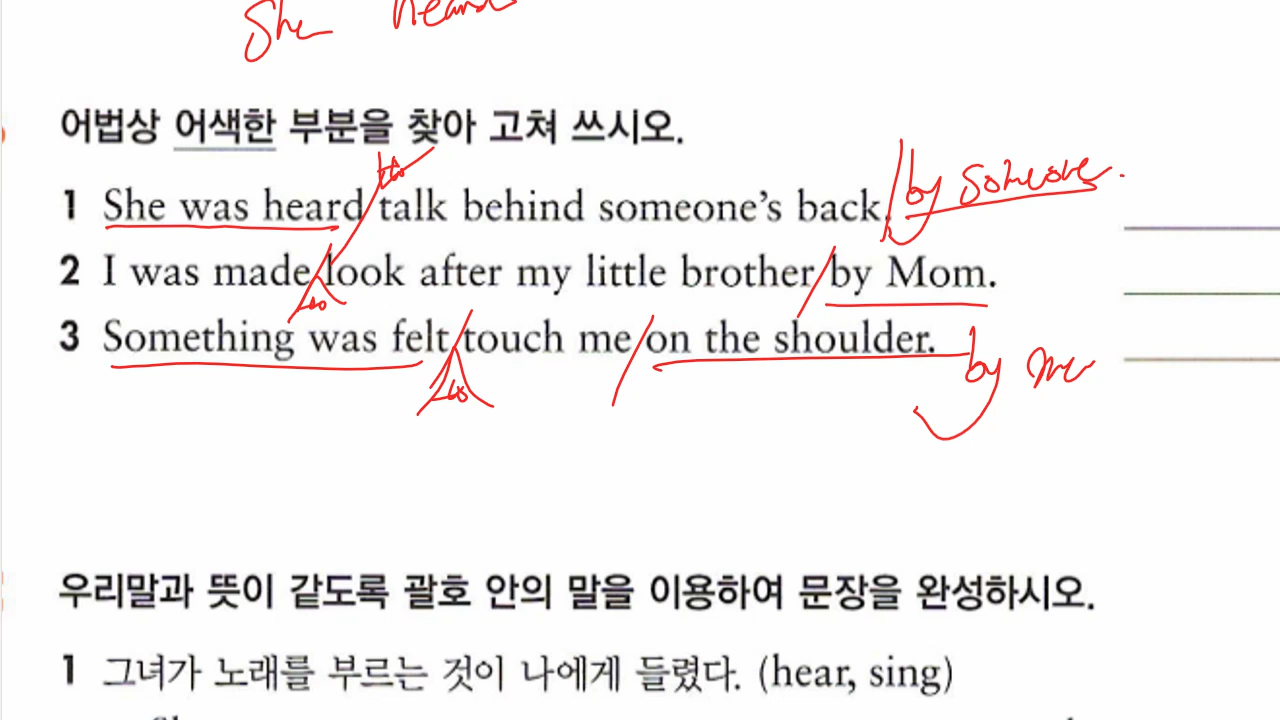 She heard
어법상 어색한 부분을 찾아 고쳐 쓰시오.
to
by someone.
1 She was heard talk behind someone's back.
2 I was made look after my little brother by Mom.
to
3 Something was felt touch me on the shoulder.
to
by me
우리말과 뜻이 같도록 괄호 안의 말을 이용하여 문장을 완성하시오.
1 그녀가 노래를 부르는 것이 나에게 들렸다. (hear, sing)